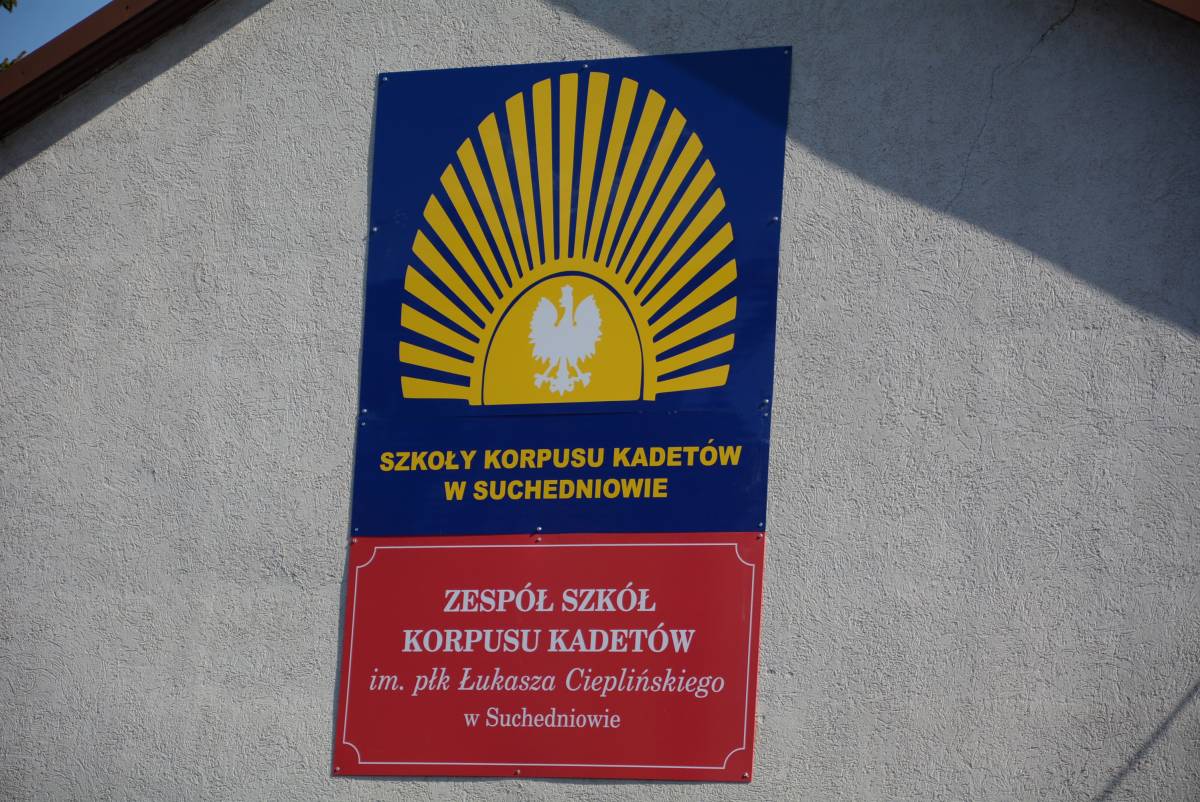 SZKOŁY KORPUSU KADETÓW
W SUCHEDNIOWIE
ZESPÓŁ SZKÓŁ
KORPUSU KADETÓW
im. płk Łukasza Cieplińskiego
w Suchedniowie